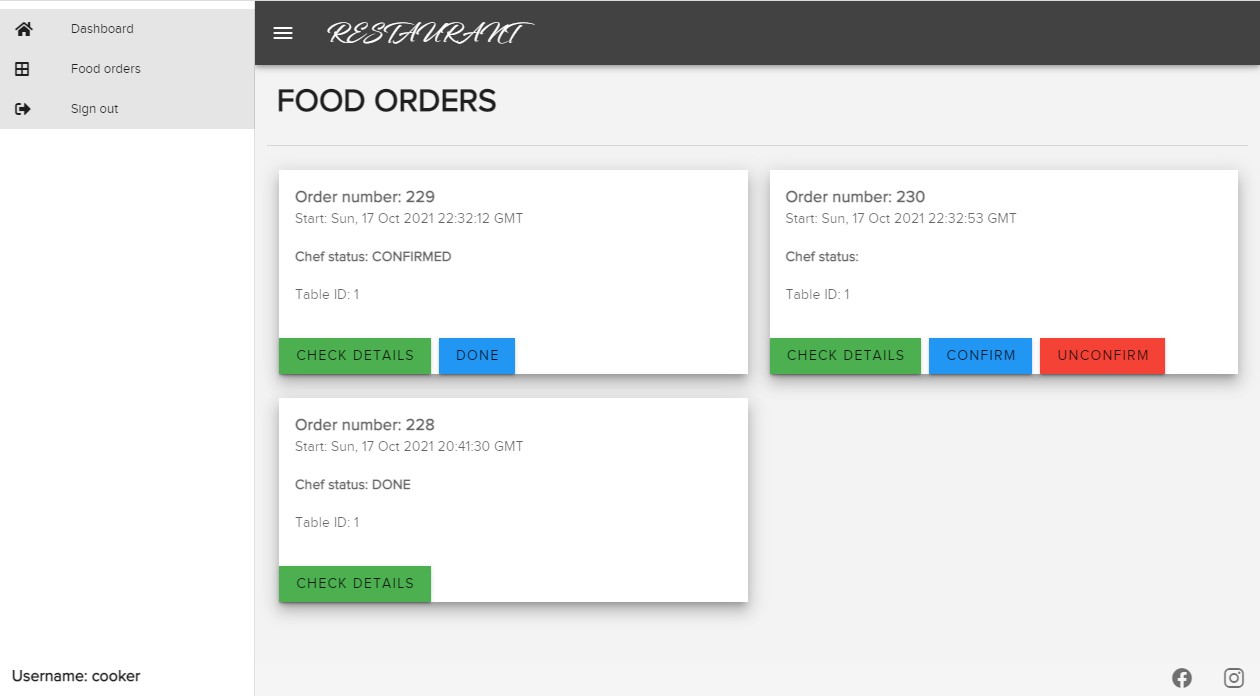 Dashboard
Food orders
Sign out
RESTAURANT
FOOD ORDERS
Order number: 229
Start: Sun, 17 Oct 2021 22:32:12 GMT
Chef status: CONFIRMED
Table ID: 1
CHECK DETAILS DONE
Order number: 230
Start: Sun, 17 Oct 2021 22:32:53 GMT
Chef status:
Table ID: 1
CHECK DETAILS CONFIRM UNCONFIRM
Order number: 228
Start: Sun, 17 Oct 2021 20:41:30 GMT
Chef status: DONE
Table ID: 1
CHECK DETAILS
Username: cooker